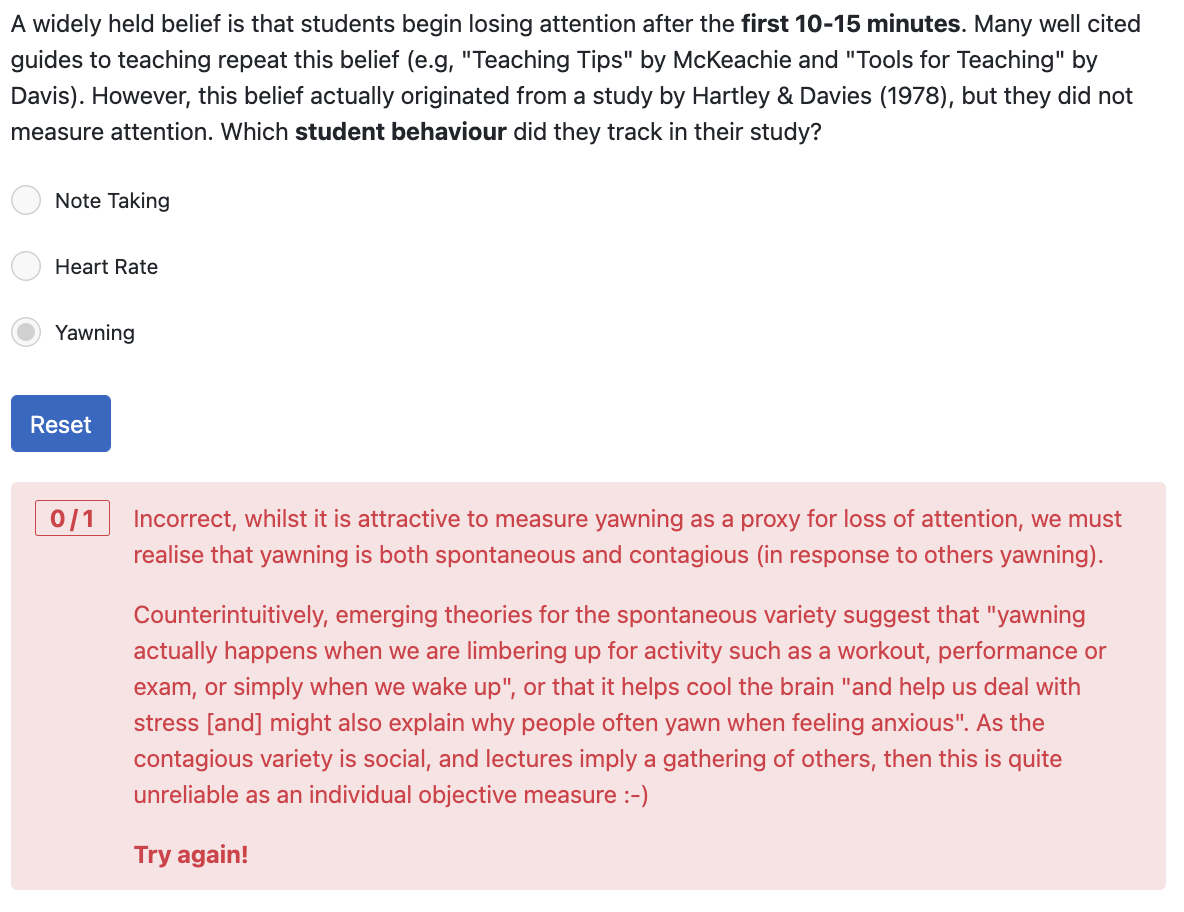 A widely held belief is that students begin losing attention after the first 10-15 minutes. Many well cited
guides to teaching repeat this belief (e.g, "Teaching Tips" by McKeachie and "Tools for Teaching" by
Davis). However, this belief actually originated from a study by Hartley & Davies (1978), but they did not
measure attention. Which student behaviour did they track in their study?
Note Taking
Heart Rate
Yawning
Reset
0/1
Incorrect, whilst it is attractive to measure yawning as a proxy for loss of attention, we must
realise that yawning is both spontaneous and contagious (in response to others yawning).
Counterintuitively, emerging theories for the spontaneous variety suggest that "yawning
actually happens when we are limbering up for activity such as a workout, performance or
exam, or simply when we wake up", or that it helps cool the brain "and help us deal with
stress [and] might also explain why people often yawn when feeling anxious". As the
contagious variety is social, and lectures imply a gathering of others, then this is quite
unreliable as an individual objective measure :-)
Try again!